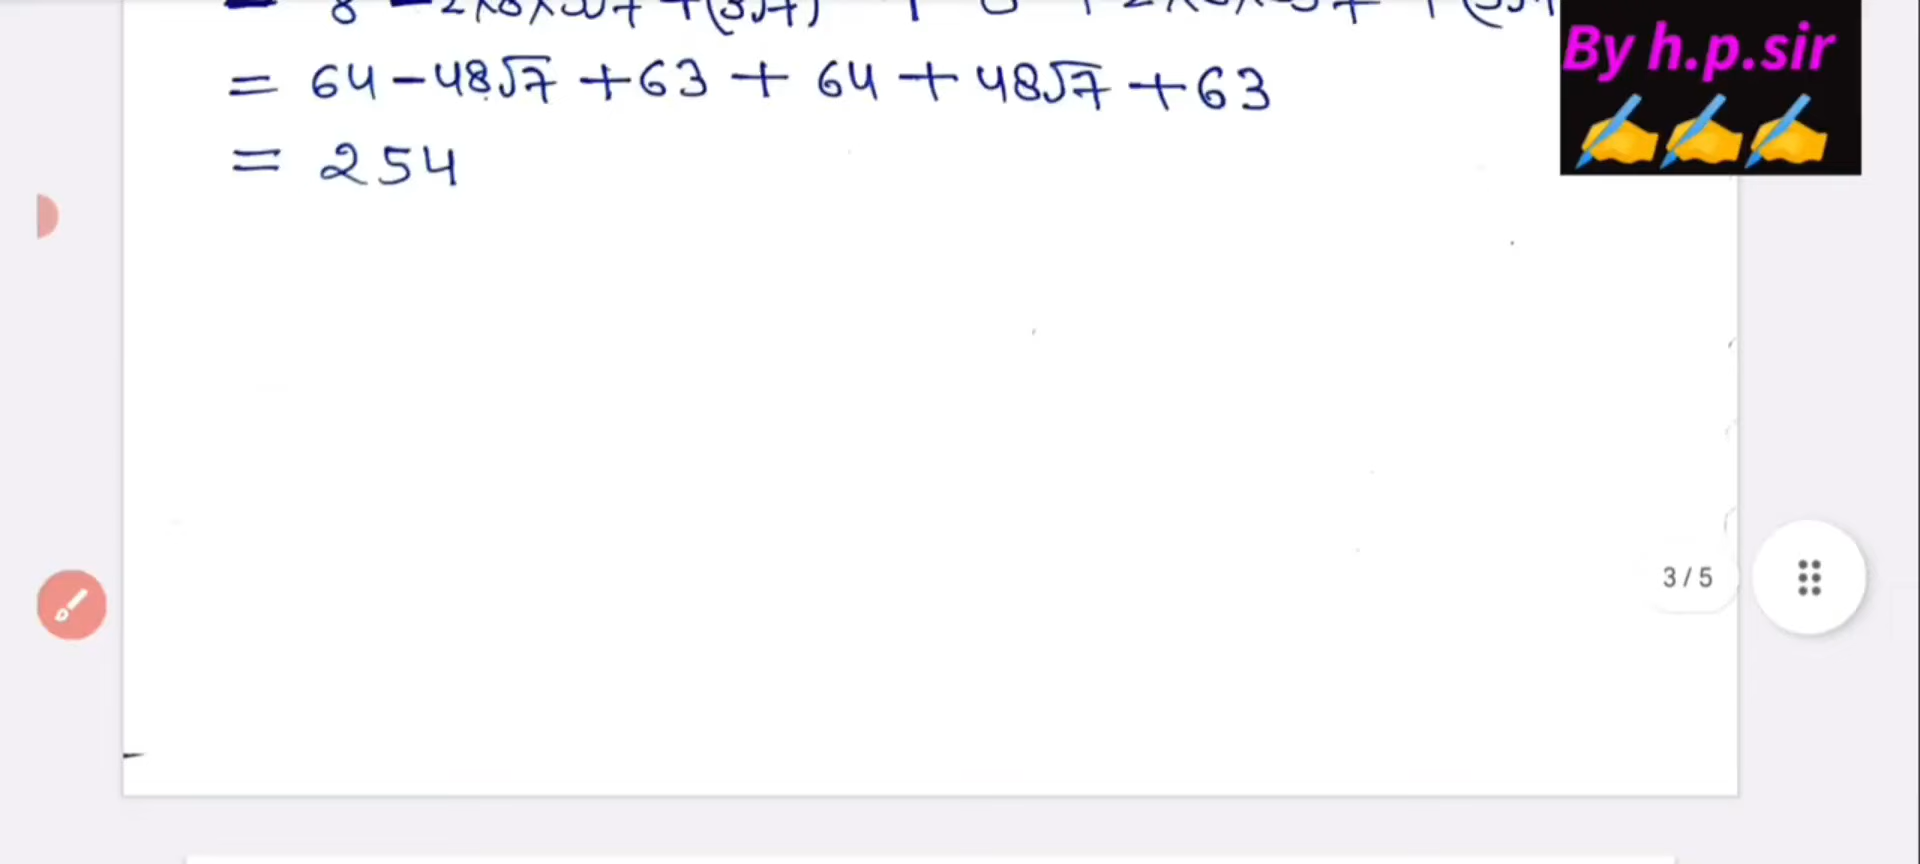 = 64 - 48√7 + 63 + 64 + 48√7 + 63
= 254
By h.p.sir
3 / 5